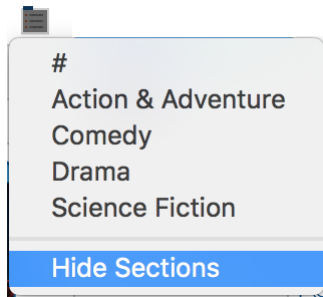 #
Action & Adventure
Comedy
Drama
Science Fiction
Hide Sections